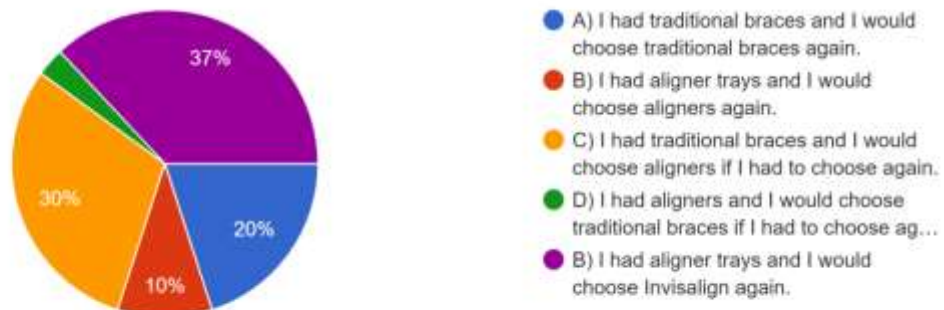 37%
30%
20%
10%
A) I had traditional braces and I would
choose traditional braces again.
B) I had aligner trays and I would
choose aligners again.
C) I had traditional braces and I would
choose aligners if I had to choose again.
D) I had aligners and I would choose
traditional braces if I had to choose ag…
B) I had aligner trays and I would
choose Invisalign again.